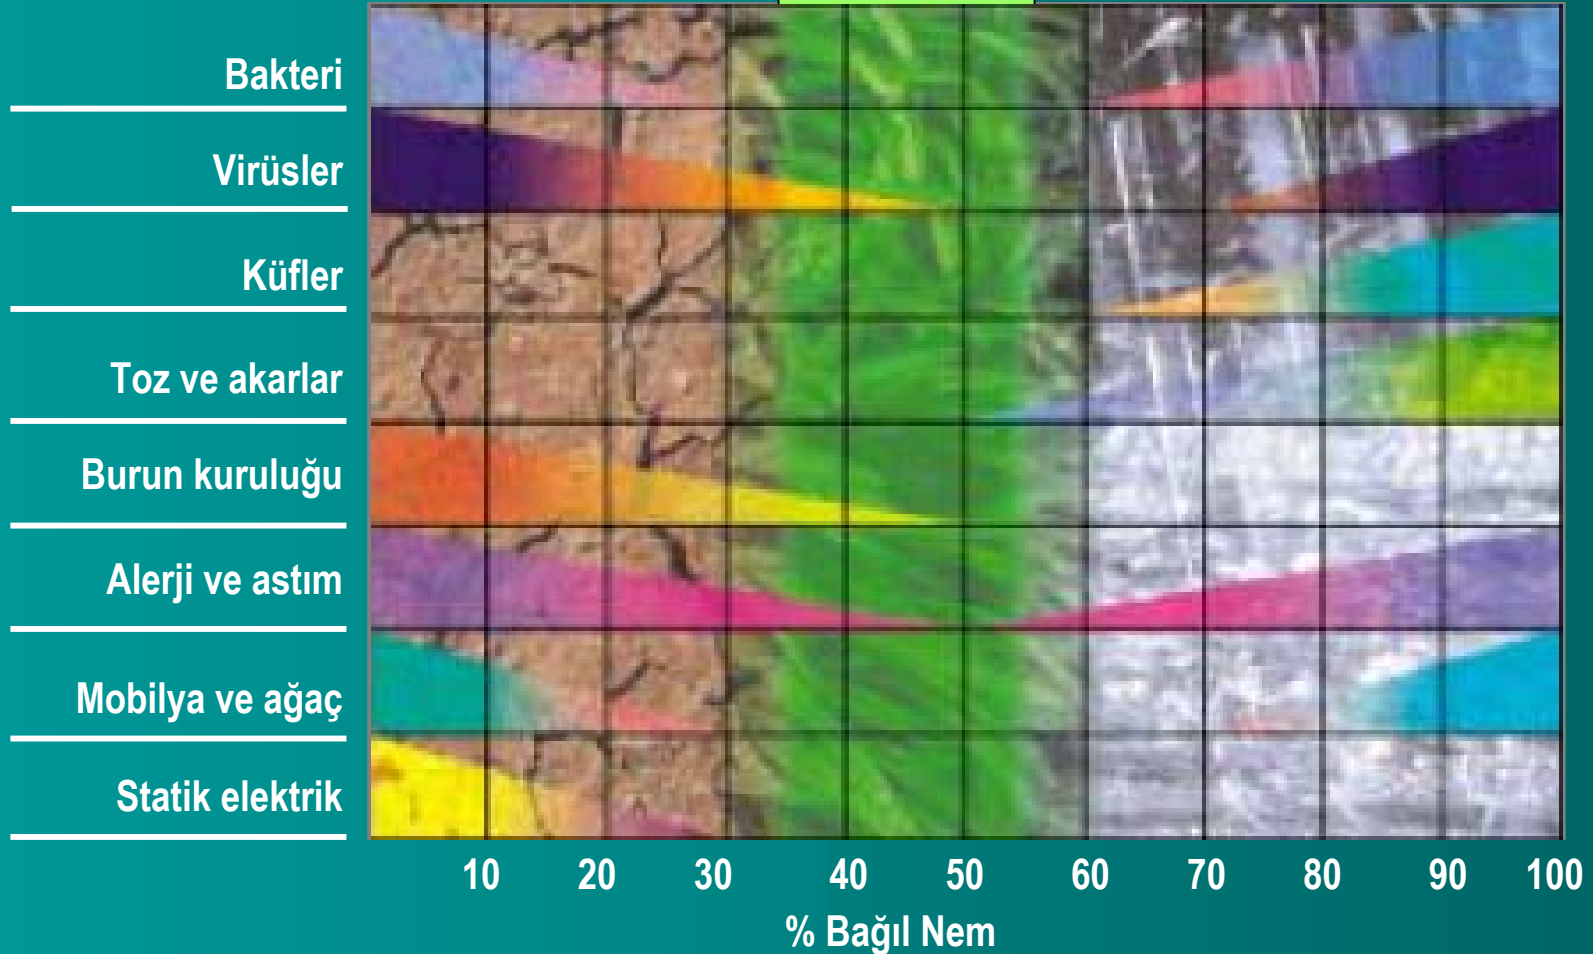 Bakteri
Virüsler
Küfler
Toz ve akarlar
Burun kuruluğu
Alerji ve astım
Mobilya ve ağaç
Statik elektrik
10 20 30 40 50 60 70 80 90 100
% Bağıl Nem